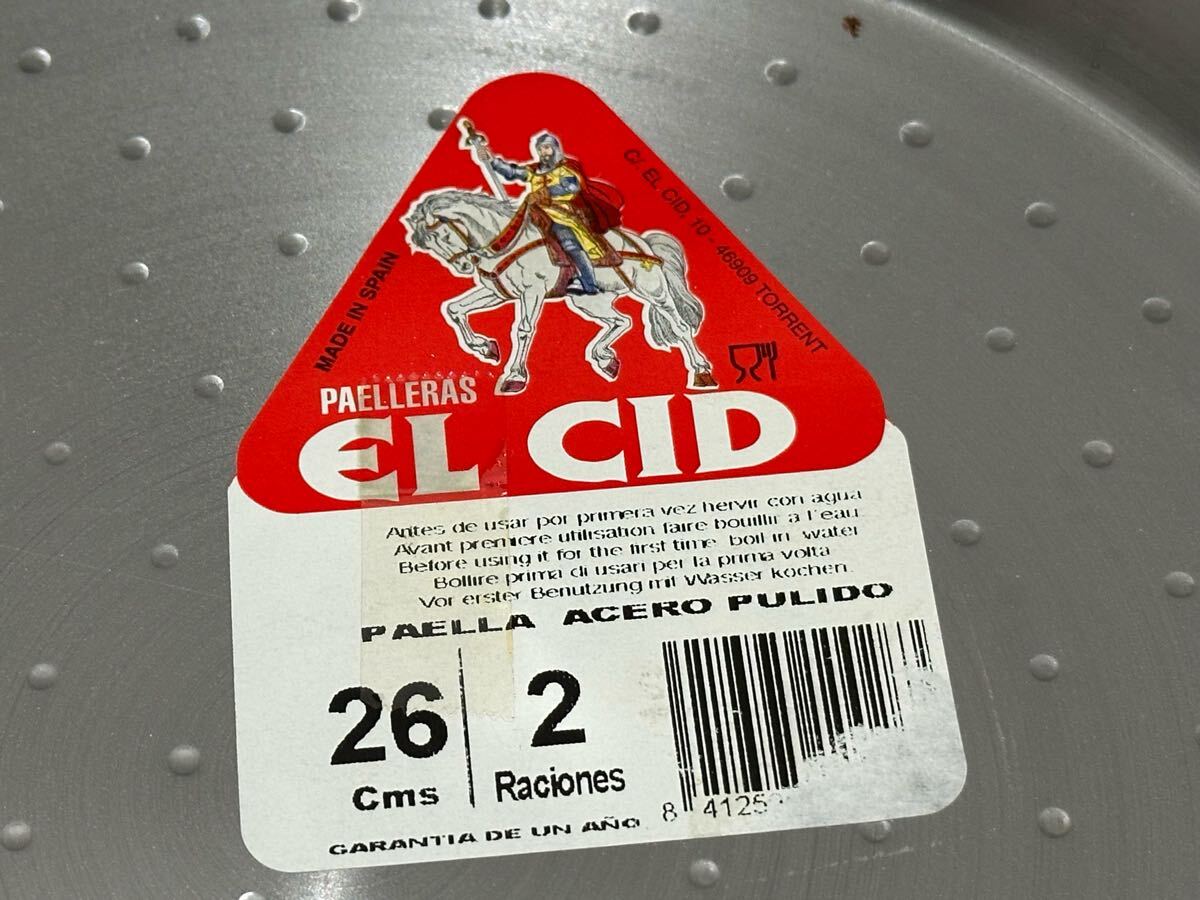 MADE IN SPAIN
C/. EL CID, 10 - 46909 TORRENT
PAELLERAS
EL CID
Antes de usar por primera vez hervir con agua
Avant premiere utilisation faire bouillir a l'eau.
Before using it for the first time boil in water
Bollire prima di usari per la prima volta
Vor erster Benutzung mit Wasser kochen.
PAELLA ACERO PULIDO
26
Cms
2
Raciones
8 41125
GARANTIA DE UN AÑO